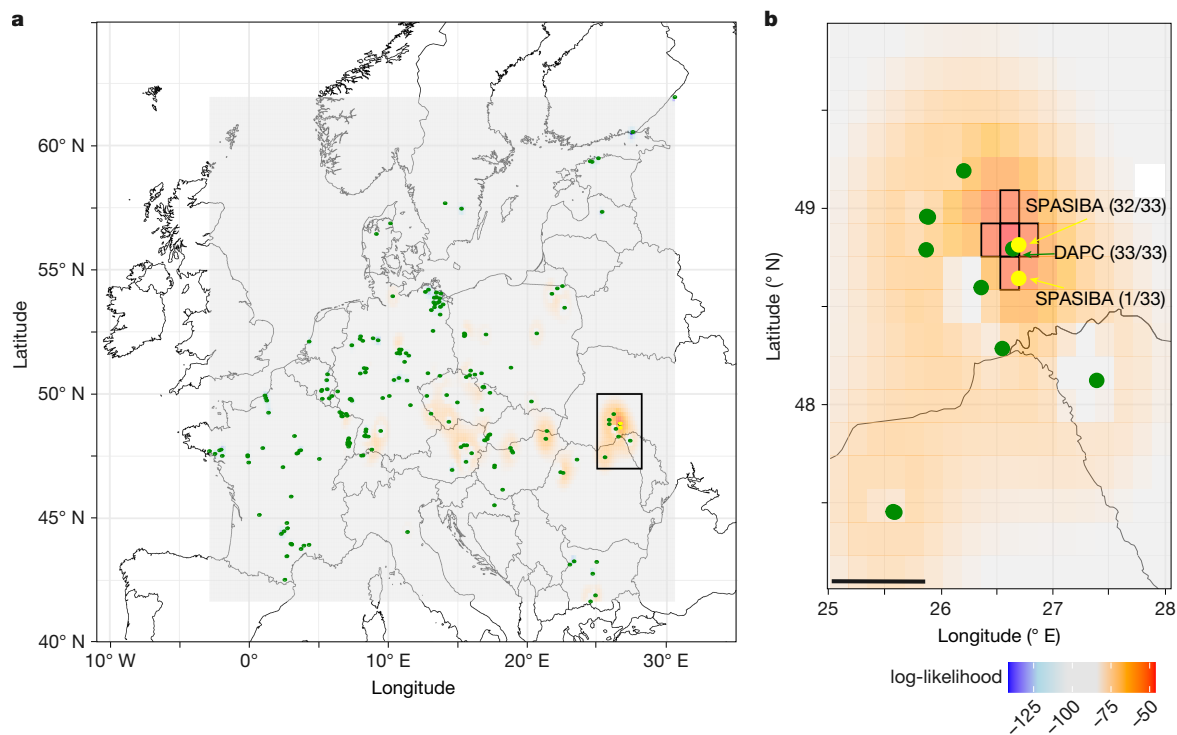 a
60° N
55° N
50° N
45° N
40° N
Latitude
10° W
0°
10° E
20° E
30° E
Longitude
b
49
48
Latitude (° N)
SPASIBA (32/33)
DAPC (33/33)
SPASIBA (1/33)
25
26
27
28
Longitude (° E)
log-likelihood
−125
−100
−75
−50